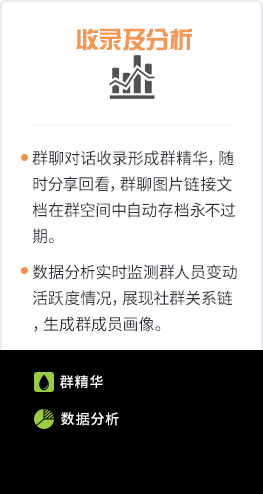 收录及分析
群聊对话收录形成群精华，随
时分享回看，群聊图片链接文
档在群空间中自动存档永不过
期。
数据分析实时监测群人员变动
活跃度情况，展现社群关系链
，生成群成员画像。
群精华
数据分析